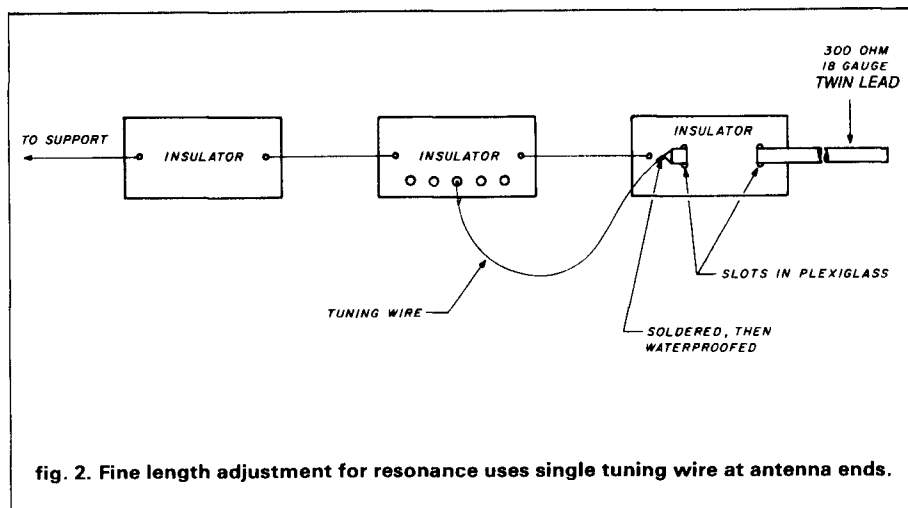 300 OHM
18 GAUGE
TWIN LEAD
TO SUPPORT
INSULATOR
INSULATOR
INSULATOR
SLOTS IN PLEXIGLASS
TUNING WIRE
SOLDERED, THEN
WATERPROOFED
fig. 2. Fine length adjustment for resonance uses single tuning wire at antenna ends.